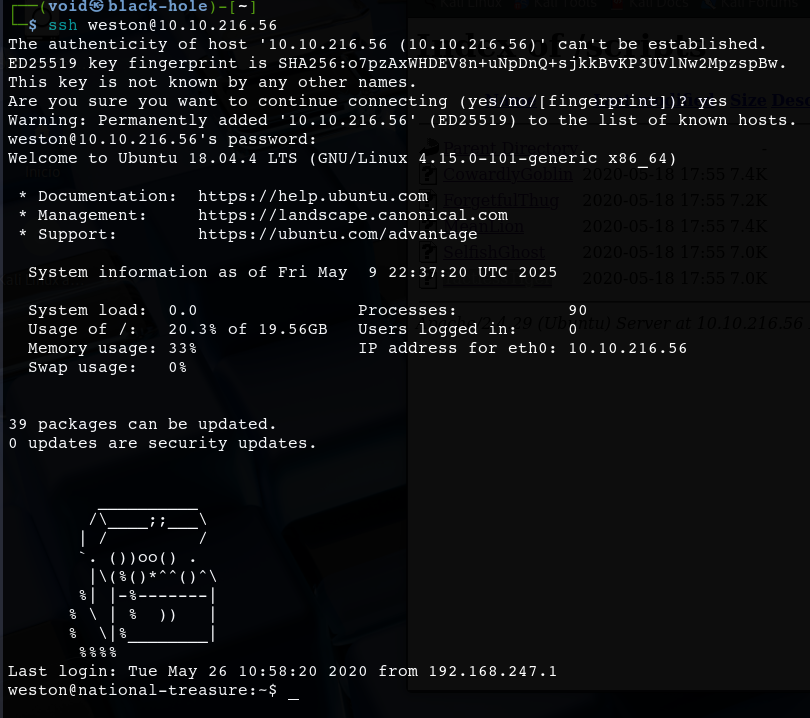 (void㉿black-hole)-[~]
$ ssh weston@10.10.216.56
The authenticity of host '10.10.216.56 (10.10.216.56)' can't be established.
ED25519 key fingerprint is SHA256:o7pzAxWHDEV8n+uNpDnQ+sjkkBvKP3UVlNw2MpzspBw.
This key is not known by any other names.
Are you sure you want to continue connecting (yes/no/[fingerprint])? yes
Warning: Permanently added '10.10.216.56' (ED25519) to the list of known hosts.
weston@10.10.216.56's password:
Welcome to Ubuntu 18.04.4 LTS (GNU/Linux 4.15.0-101-generic x86_64)
* Documentation:  https://help.ubuntu.com
* Management:     https://landscape.canonical.com
* Support:        https://ubuntu.com/advantage
System information as of Fri May  9 22:37:20 UTC 2025
System load:  0.0                Processes:           90
Usage of /:   20.3% of 19.56GB   Users logged in:     0
Memory usage: 33%                IP address for eth0: 10.10.216.56
Swap usage:   0%
39 packages can be updated.
0 updates are security updates.
Last login: Tue May 26 10:58:20 2020 from 192.168.247.1
weston@national-treasure:~$ _
Size Desc
Parent Directory -
CowardlyGoblin 2020-05-18 17:55 7.4K
ForgetfulThug 2020-05-18 17:55 7.2K
2020-05-18 17:55 7.4K
SelfishGhost 2020-05-18 17:55 7.0K
2020-05-18 17:55 7.0K
(Ubuntu) Server at 10.10.216.56